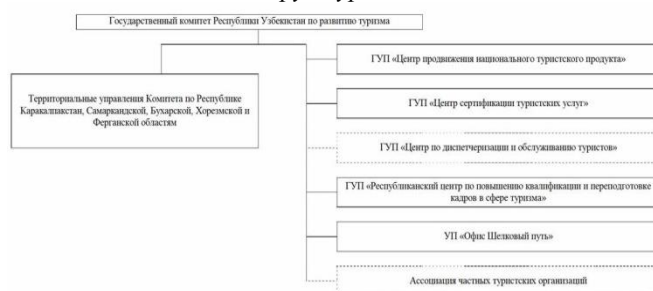 Государственный комитет Республики Узбекистан по развитию туризма
ГУП «Центр продвижения национального туристского продукта»
Территориальные управления Комитета по Республике
Каракалпакстан, Самаркандской, Бухарской, Хорезмской и
Ферганской областям
ГУП «Центр сертификации туристских услуг»
ГУП «Центр по диспетчеризации и обслуживанию туристов»
ГУП «Республиканский центр по повышению квалификации и переподготовке
кадров в сфере туризма»
УП «Офис Шелковый путь»
Ассоциация частных туристских организаций